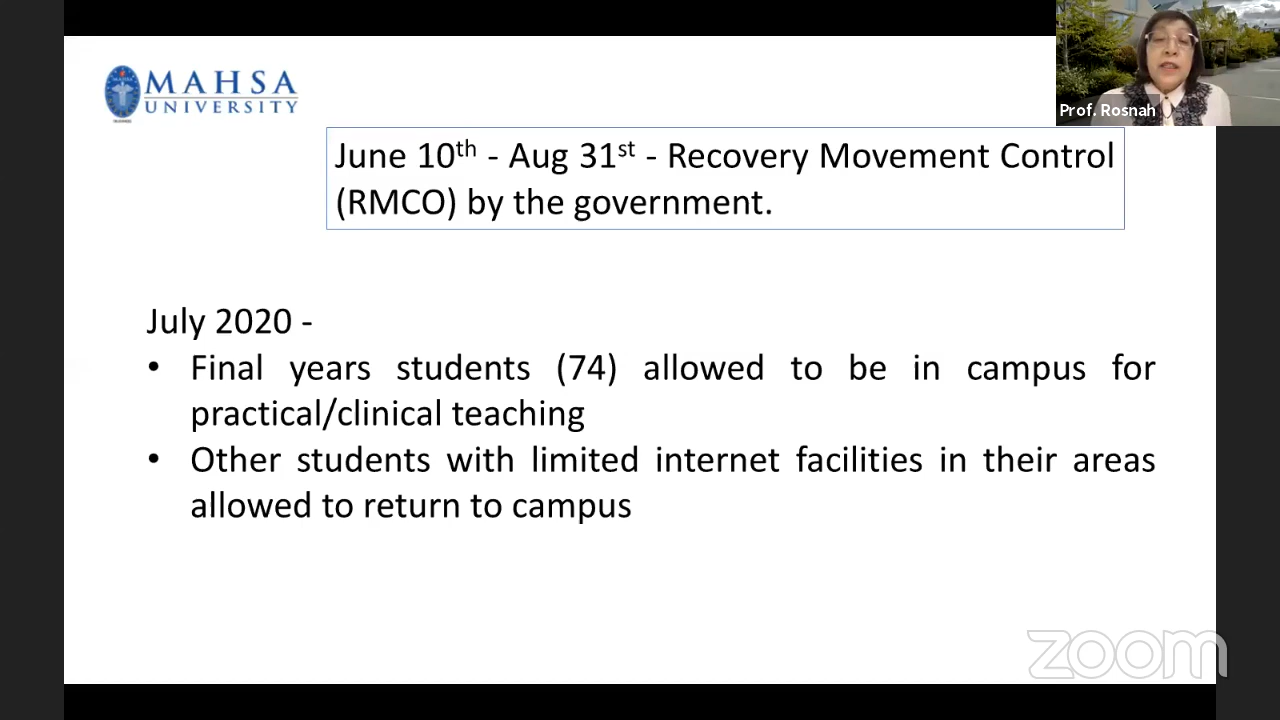 MAHSA
UNIVERSITY
Prof. Rosnah
June 10th - Aug 31st - Recovery Movement Control
(RMCO) by the government.
July 2020 -
• Final years students (74) allowed to be in campus for
practical/clinical teaching
• Other students with limited internet facilities in their areas
allowed to return to campus
zoom